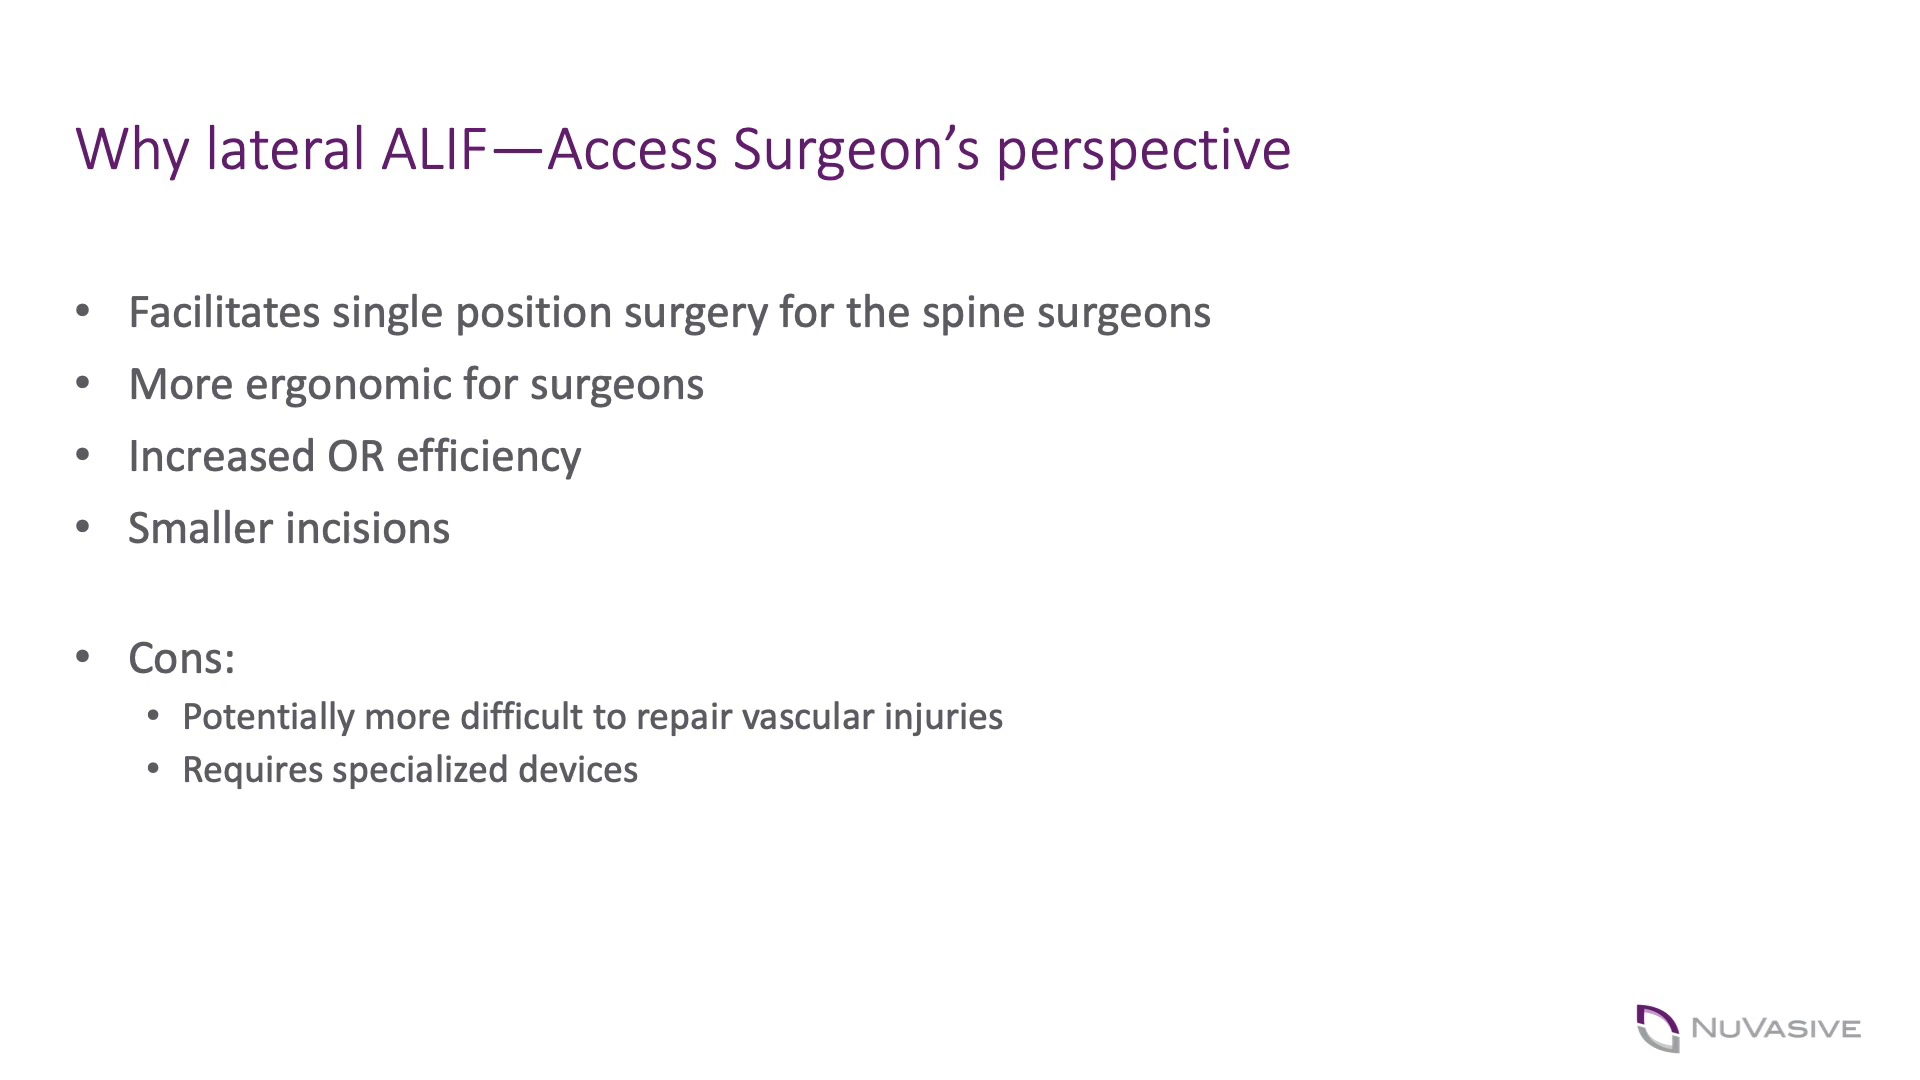 Why lateral ALIF—Access Surgeon’s perspective
• Facilitates single position surgery for the spine surgeons
• More ergonomic for surgeons
• Increased OR efficiency
• Smaller incisions
• Cons:
• Potentially more difficult to repair vascular injuries
• Requires specialized devices
NUVASIVE